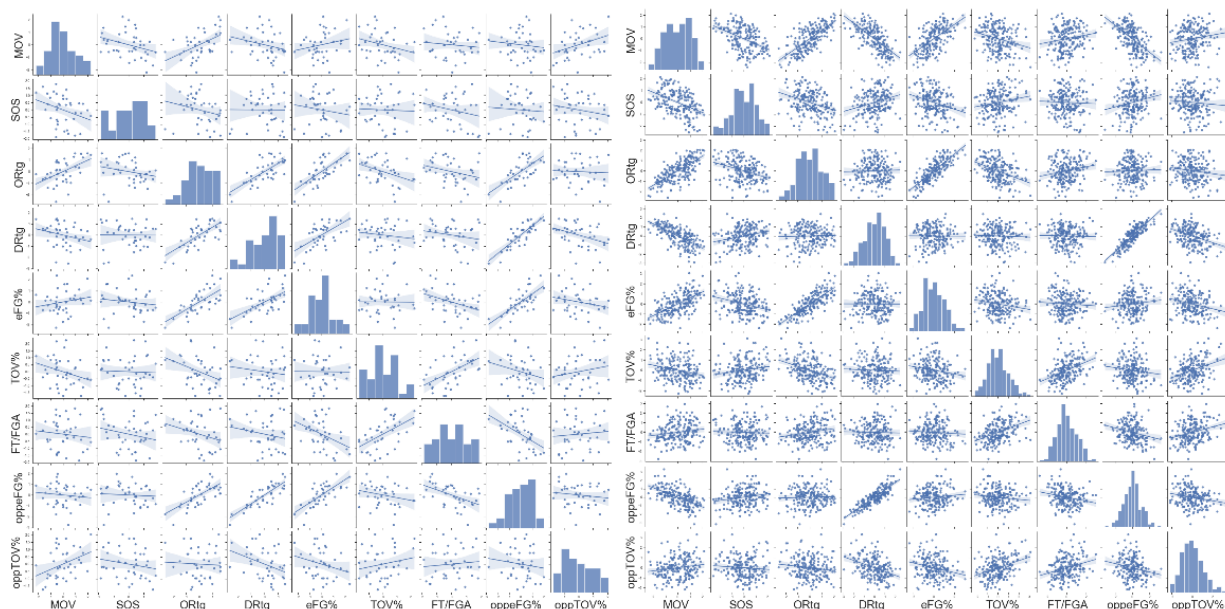 MOV
SOS
ORtg
DRtg
eFG%
TOV%
FT/FGA
oppeFG%
oppTOV%
MOV SOS ORtg DRtg eFG% TOV% FT/FGA oppeFG% oppTOV%
MOV
SOS
ORtg
DRtg
eFG%
TOV%
FT/FGA
oppeFG%
oppTOV%
MOV SOS ORtg DRtg eFG% TOV% FT/FGA oppeFG% oppTOV%